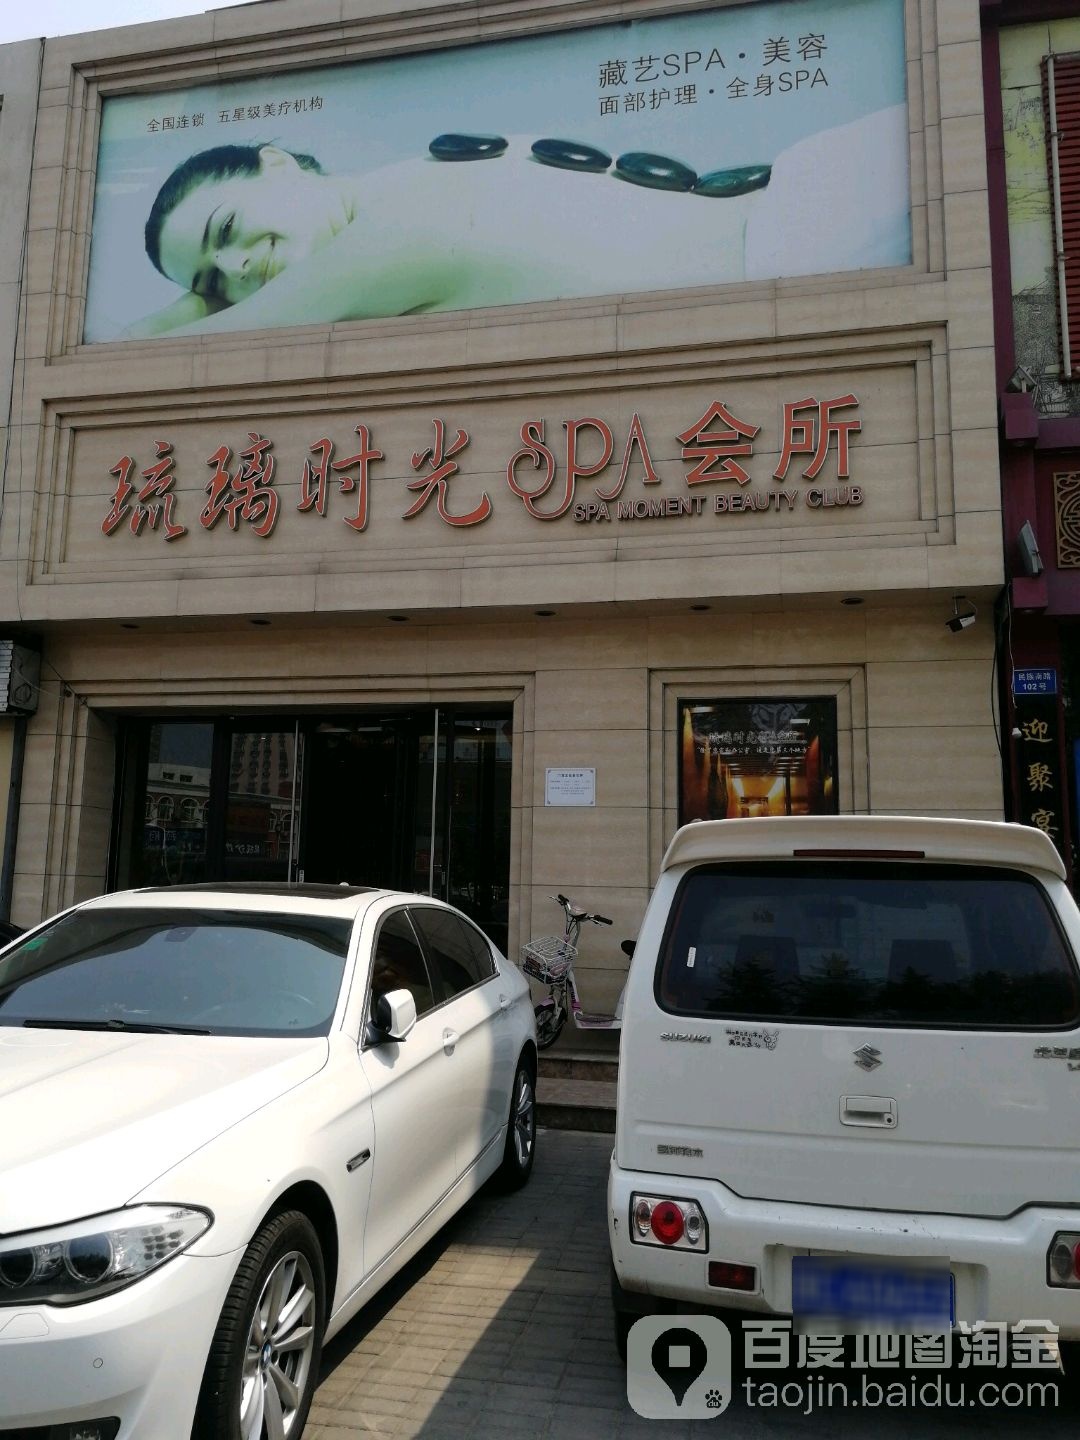 藏艺SPA·美容
全国连锁 五星级美疗机构
面部护理·全身SPA
琉璃时光SPA会所
SPA MOMENT BEAUTY CLUB
民族南路
102号
迎聚宴
SUZUKI
百度地图淘金
taojin.baidu.com